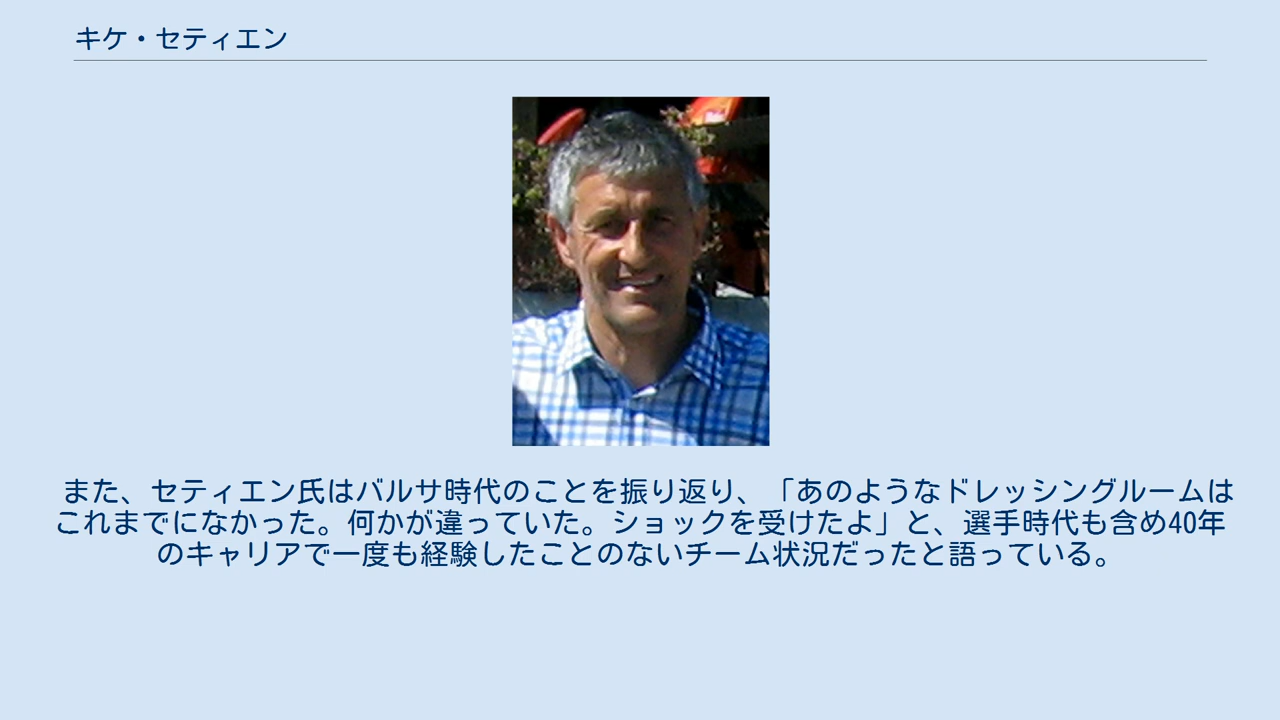 キケ・セティエン
また、セティエン氏はバルサ時代のことを振り返り、「あのようなドレッシングルームは
これまでになかった。何かが違っていた。ショックを受けたよ」と、選手時代も含め40年
のキャリアで一度も経験したことのないチーム状況だったと語っている。